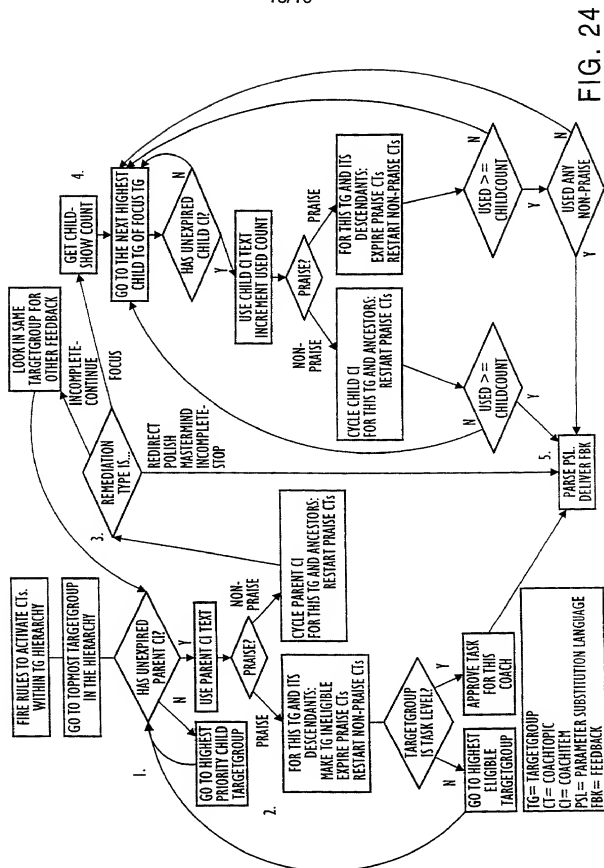 FIRE RULES TO ACTIVATE CTs.
WITHIN TG HIERARCHY
GO TO TOPMOST TARGETGROUP
IN THE HIERARCHY
1.
HAS UNEXPIRED
PARENT CI?
N
Y
GO TO HIGHEST
PRIORITY CHILD
TARGETGROUP
USE PARENT CI TEXT
2.
PRAISE?
PRAISE
NON-
PRAISE
FOR THIS TG AND ITS
DESCENDANTS:
MAKE TG INELIGIBLE
EXPIRE PRAISE CTs
RESTART NON-PRAISE CTs
CYCLE PARENT CI
FOR THIS TG AND ANCESTORS:
RESTART PRAISE CTs
TARGETGROUP
IS TASK LEVEL?
N
Y
GO TO HIGHEST
ELIGIBLE
TARGETGROUP
APPROVE TASK
FOR THIS
COACH
TG= TARGETGROUP
CT= COACHTOPIC
CI= COACHITEM
PSL= PARAMETER SUBSTITUTION LANGUAGE
FBK= FEEDBACK
3.
REMEDIATION
TYPE IS...
LOOK IN SAME
TARGETGROUP FOR
OTHER FEEDBACK
INCOMPLETE-
CONTINUE
FOCUS
REDIRECT
POLISH
MASTERMIND
INCOMPLETE-
STOP
4.
GET CHILD-
SHOW COUNT
GO TO THE NEXT HIGHEST
CHILD TG OF FOCUS TG
HAS UNEXPIRED
CHILD CI?
N
Y
USE CHILD CI TEXT
INCREMENT USED COUNT
PRAISE?
NON-
PRAISE
PRAISE
CYCLE CHILD CI
FOR THIS TG AND ANCESTORS:
RESTART PRAISE CTs
FOR THIS TG AND ITS
DESCENDANTS:
EXPIRE PRAISE CTs
RESTART NON-PRAISE CTs
USED >=
CHILDCOUNT
N
Y
USED >=
CHILDCOUNT
N
Y
USED ANY
NON-PRAISE
N
Y
5.
PARSE PSL.
DELIVER FBK
FIG. 24